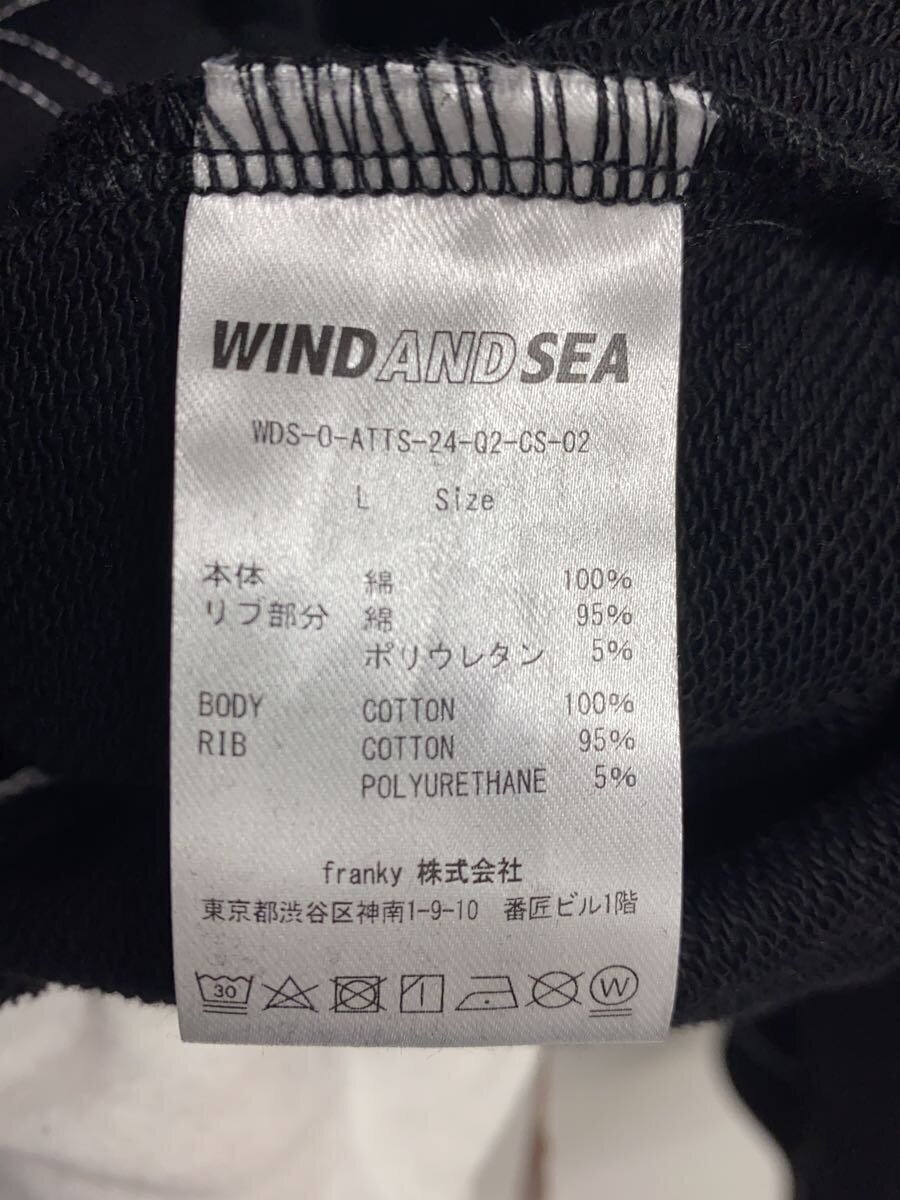 WIND AND SEA
WDS-O-ATTS-24-Q2-CS-02
L Size
本体 綿 100%
リブ部分 綿 95%
ポリウレタン 5%
BODY COTTON 100%
RIB COTTON 95%
POLYURETHANE 5%
franky 株式会社
東京都渋谷区神南1-9-10 番匠ビル1階
30 W